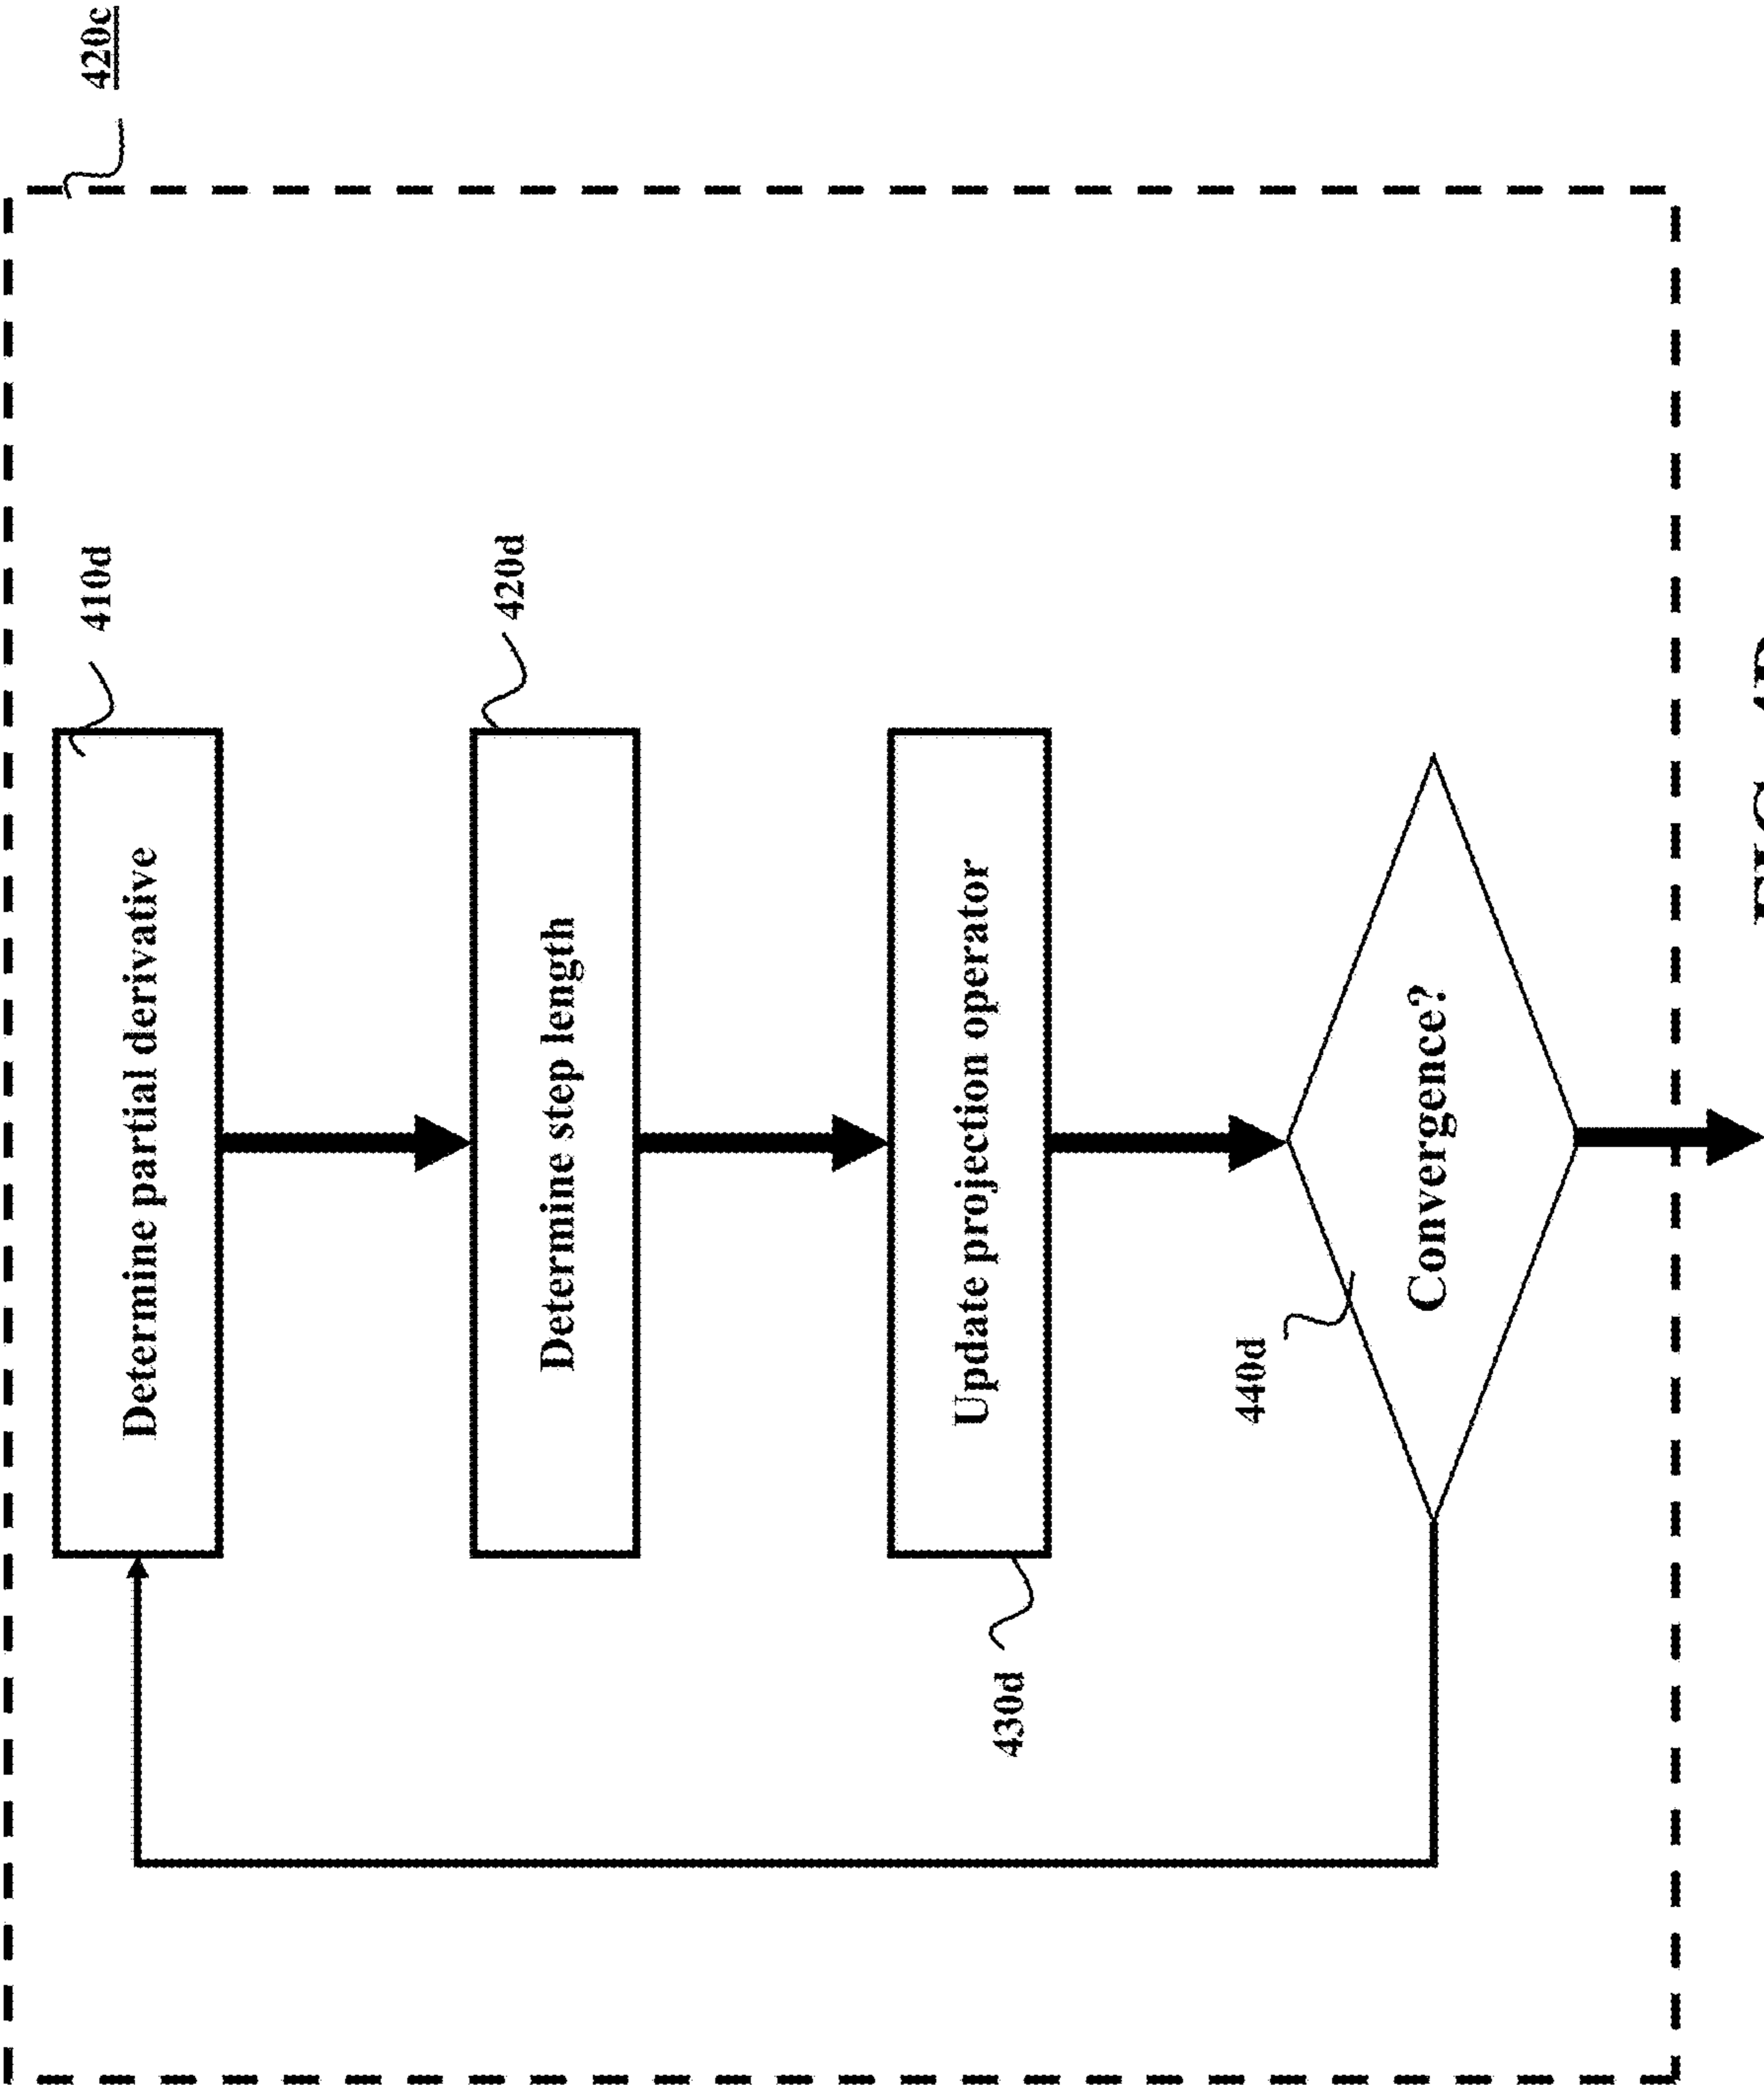 420c
410d
Determine partial derivative
420d
Determine step length
Update projection operator
430d
440d
Convergence?